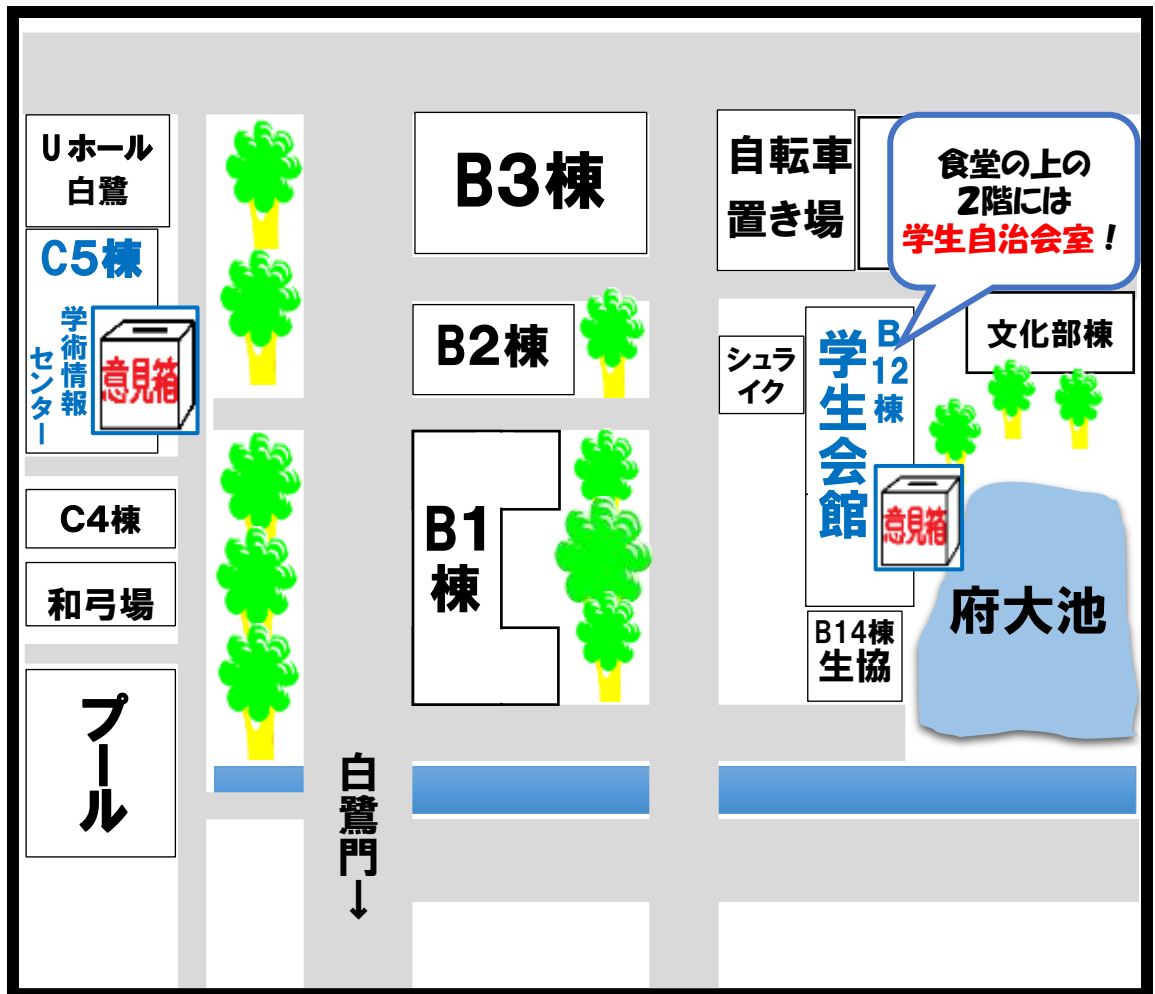 Uホール
白鷺
C5棟
学術情報
センター
意見箱
C4棟
和弓場
プール
B3棟
B2棟
B1
棟
白鷺門↓
自転車
置き場
食堂の上の
2階には
学生自治会室！
シュラ
イク
B12棟
学生会館
意見箱
文化部棟
府大池
B14棟
生協